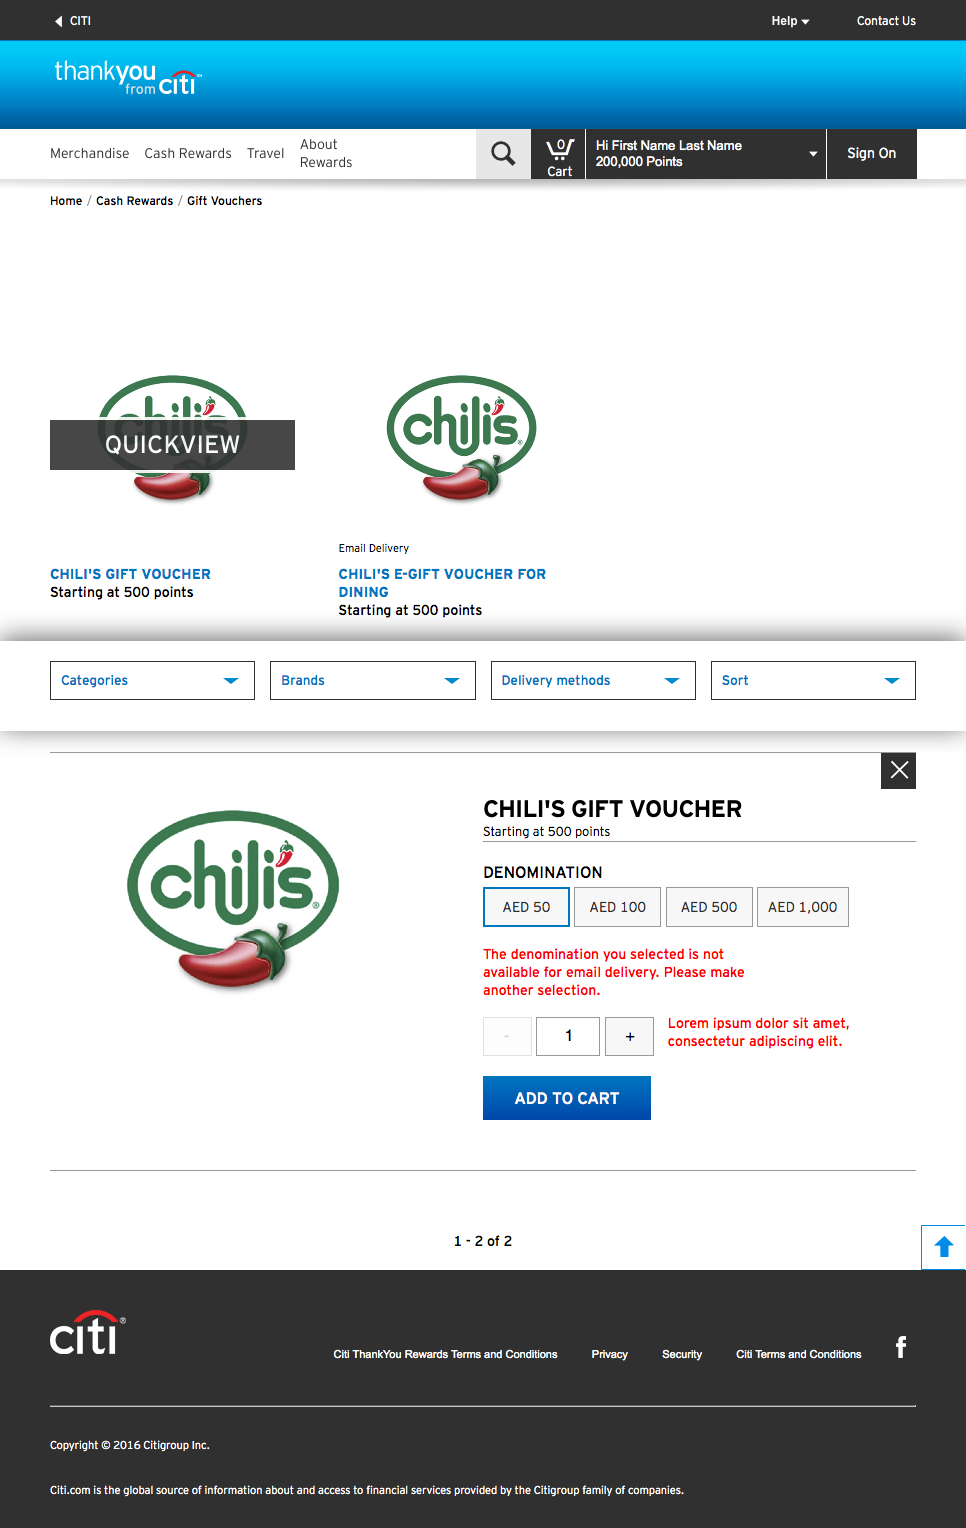 CITI
Help
Contact Us
thankyou
from citi
Merchandise
Cash Rewards
Travel
About
Rewards
0
Cart
Hi First Name Last Name
200,000 Points
Sign On
Home / Cash Rewards / Gift Vouchers
chili's
QUICKVIEW
chili's®
Email Delivery
CHILI'S GIFT VOUCHER
Starting at 500 points
CHILI'S E-GIFT VOUCHER FOR
DINING
Starting at 500 points
Categories
Brands
Delivery methods
Sort
chili's®
CHILI'S GIFT VOUCHER
Starting at 500 points
DENOMINATION
AED 50
AED 100
AED 500
AED 1,000
The denomination you selected is not
available for email delivery. Please make
another selection.
- 1 +
Lorem ipsum dolor sit amet,
consectetur adipiscing elit.
ADD TO CART
1 - 2 of 2
citi®
Citi ThankYou Rewards Terms and Conditions
Privacy
Security
Citi Terms and Conditions
f
Copyright © 2016 Citigroup Inc.
Citi.com is the global source of information about and access to financial services provided by the Citigroup family of companies.